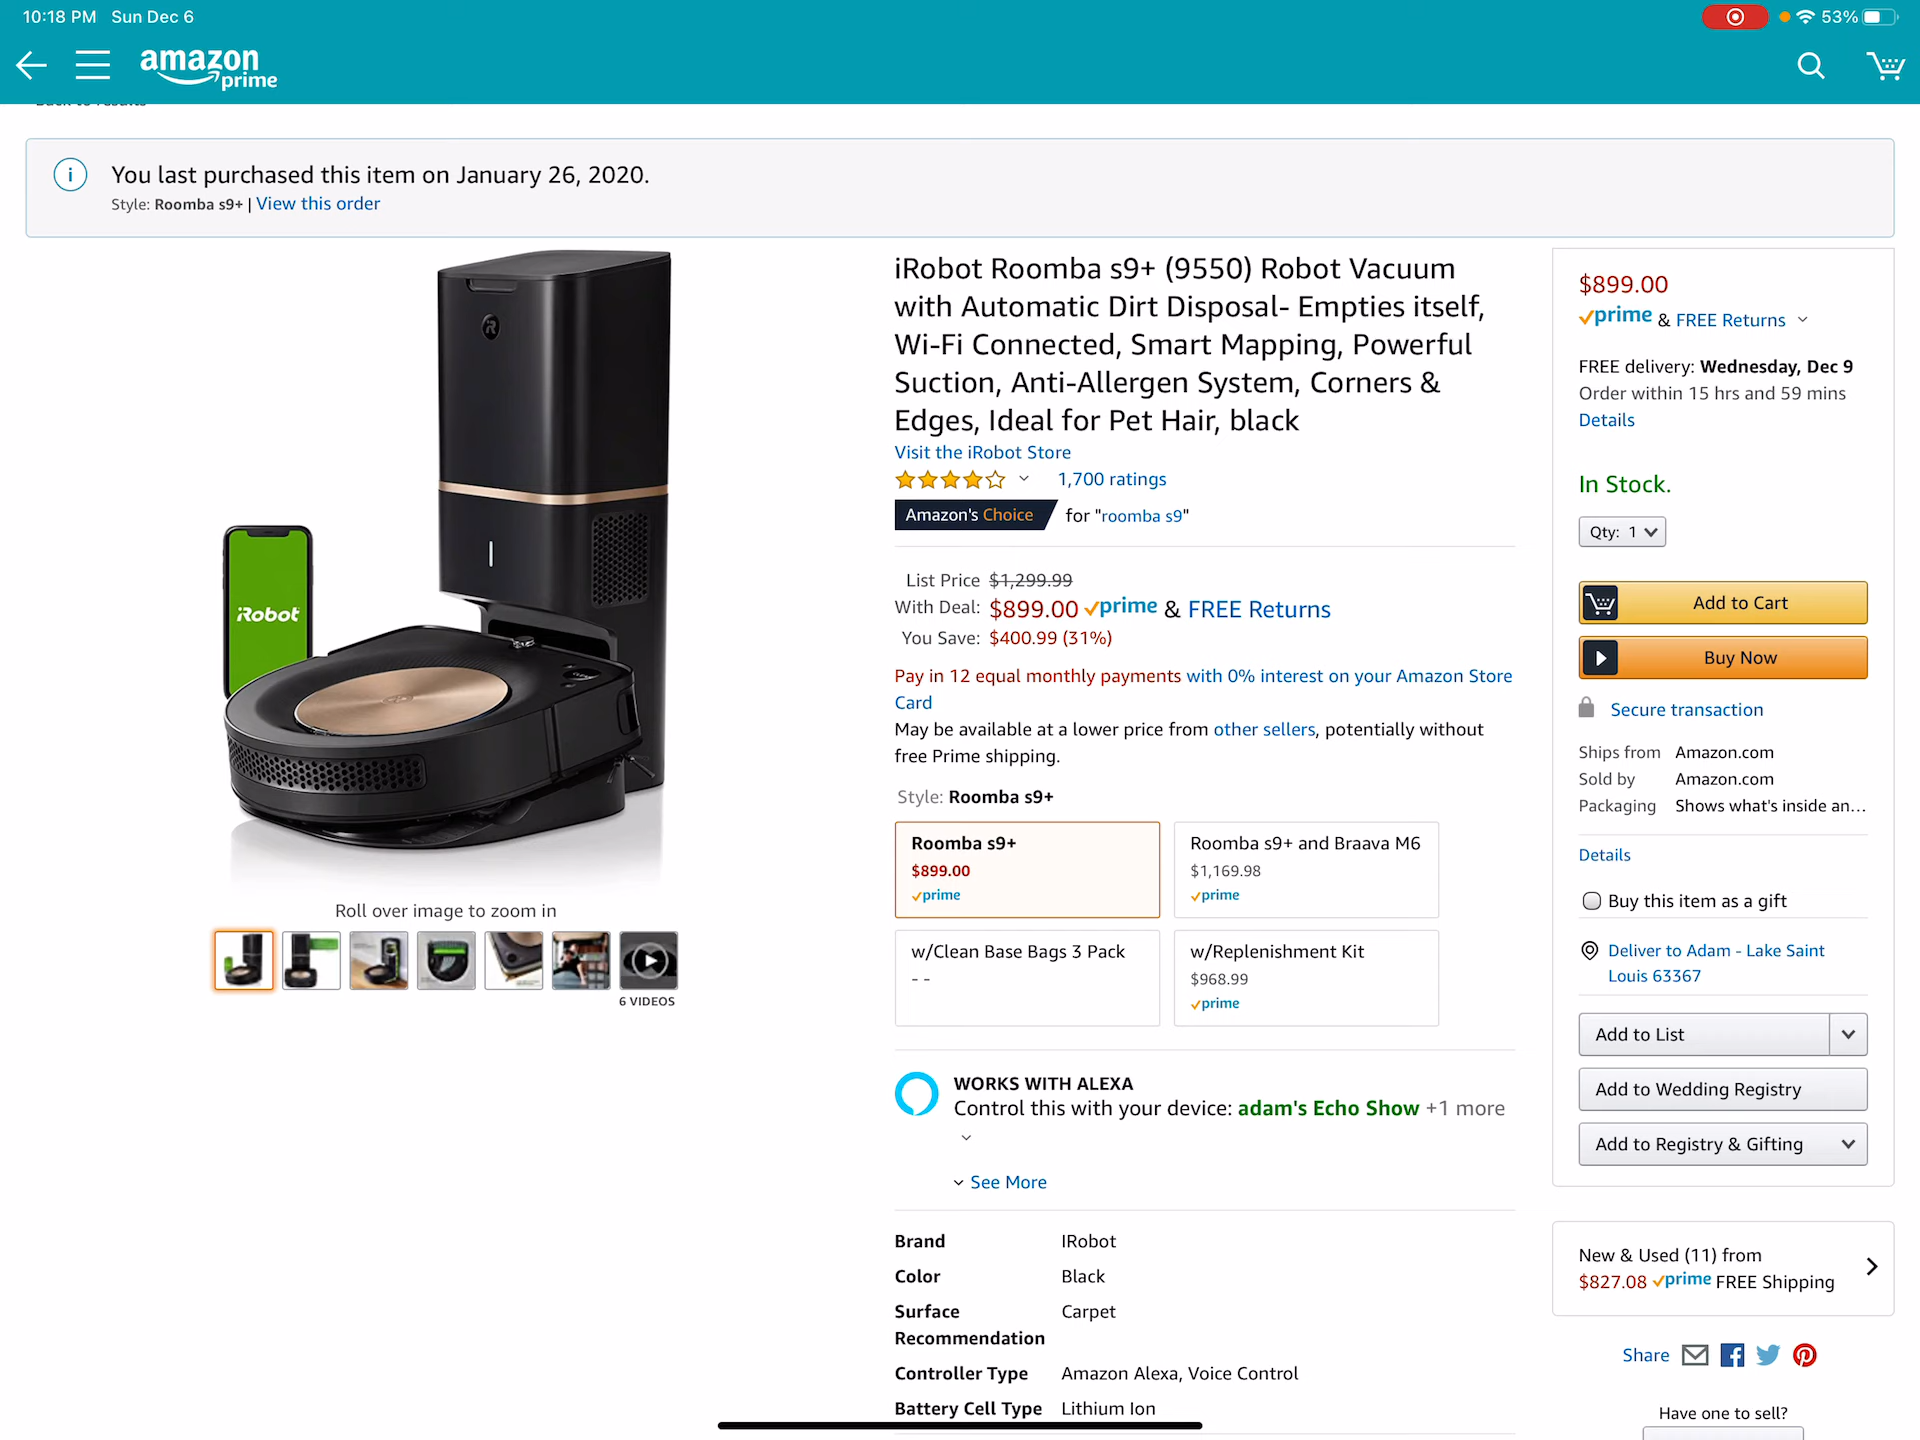 10:18 PM Sun Dec 6
53%
amazon
prime
You last purchased this item on January 26, 2020.
Style: Roomba s9+ | View this order
iRobot
Roll over image to zoom in
6 VIDEOS
iRobot Roomba s9+ (9550) Robot Vacuum
with Automatic Dirt Disposal- Empties itself,
Wi-Fi Connected, Smart Mapping, Powerful
Suction, Anti-Allergen System, Corners &
Edges, Ideal for Pet Hair, black
Visit the iRobot Store
1,700 ratings
Amazon's Choice for "roomba s9"
List Price $1,299.99
With Deal: $899.00 prime & FREE Returns
You Save: $400.99 (31%)
Pay in 12 equal monthly payments with 0% interest on your Amazon Store
Card
May be available at a lower price from other sellers, potentially without
free Prime shipping.
Style: Roomba s9+
Roomba s9+
$899.00
prime
Roomba s9+ and Braava M6
$1,169.98
prime
w/Clean Base Bags 3 Pack
- -
w/Replenishment Kit
$968.99
prime
WORKS WITH ALEXA
Control this with your device: adam's Echo Show +1 more
See More
Brand IRobot
Color Black
Surface Carpet
Recommendation
Controller Type Amazon Alexa, Voice Control
Battery Cell Type Lithium Ion
$899.00
prime & FREE Returns
FREE delivery: Wednesday, Dec 9
Order within 15 hrs and 59 mins
Details
In Stock.
Qty: 1
Add to Cart
Buy Now
Secure transaction
Ships from Amazon.com
Sold by Amazon.com
Packaging Shows what's inside an...
Details
Buy this item as a gift
Deliver to Adam - Lake Saint
Louis 63367
Add to List
Add to Wedding Registry
Add to Registry & Gifting
New & Used (11) from
$827.08 prime FREE Shipping
Share
Have one to sell?